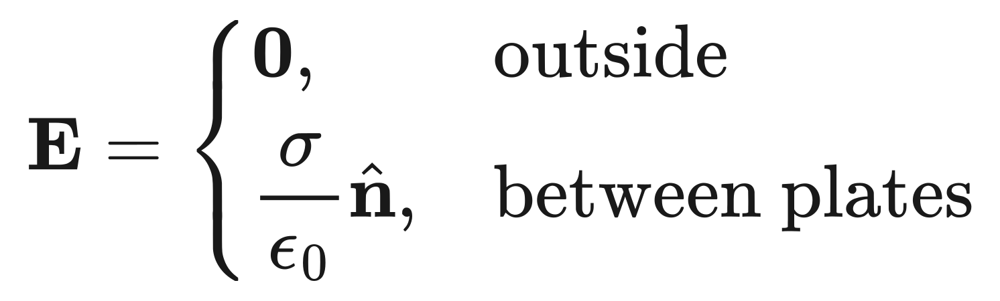 𝐄 = { 𝟎, outside
σ/ϵ₀ 𝐧̂, between plates